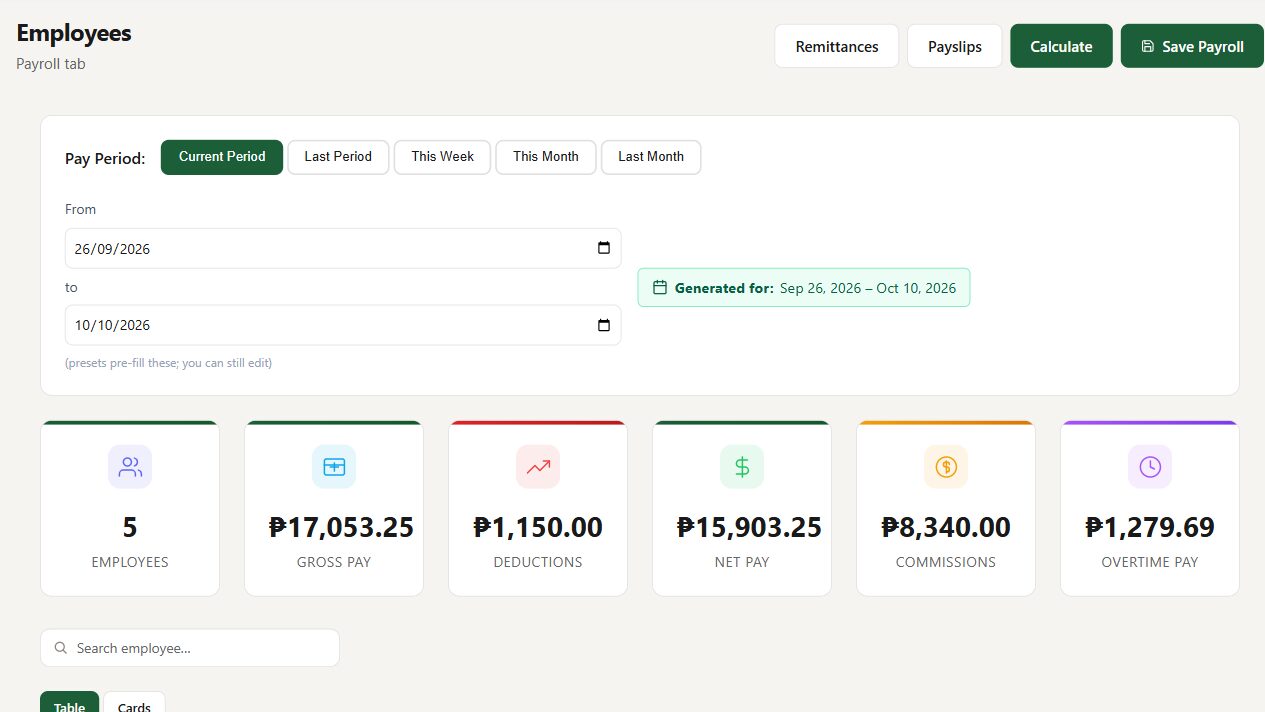 Employees
Payroll tab
Remittances
Payslips
Calculate
Save Payroll
Pay Period:
Current Period
Last Period
This Week
This Month
Last Month
From
26/09/2026
to
10/10/2026
(presets pre-fill these; you can still edit)
Generated for: Sep 26, 2026 – Oct 10, 2026
5
EMPLOYEES
₱17,053.25
GROSS PAY
₱1,150.00
DEDUCTIONS
₱15,903.25
NET PAY
₱8,340.00
COMMISSIONS
₱1,279.69
OVERTIME PAY
Search employee...
Table
Cards